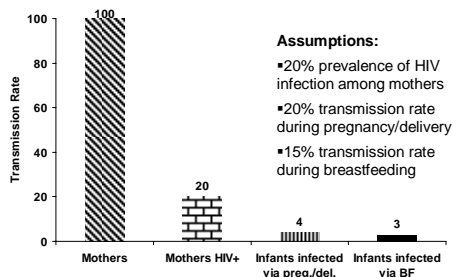 100
Assumptions:
▪20% prevalence of HIV
infection among mothers
▪20% transmission rate
during pregnancy/delivery
▪15% transmission rate
during breastfeeding
Transmission Rate
100
80
60
40
20
0
20
4
3
Mothers
Mothers HIV+
Infants infected
via preg./del.
Infants infected
via BF